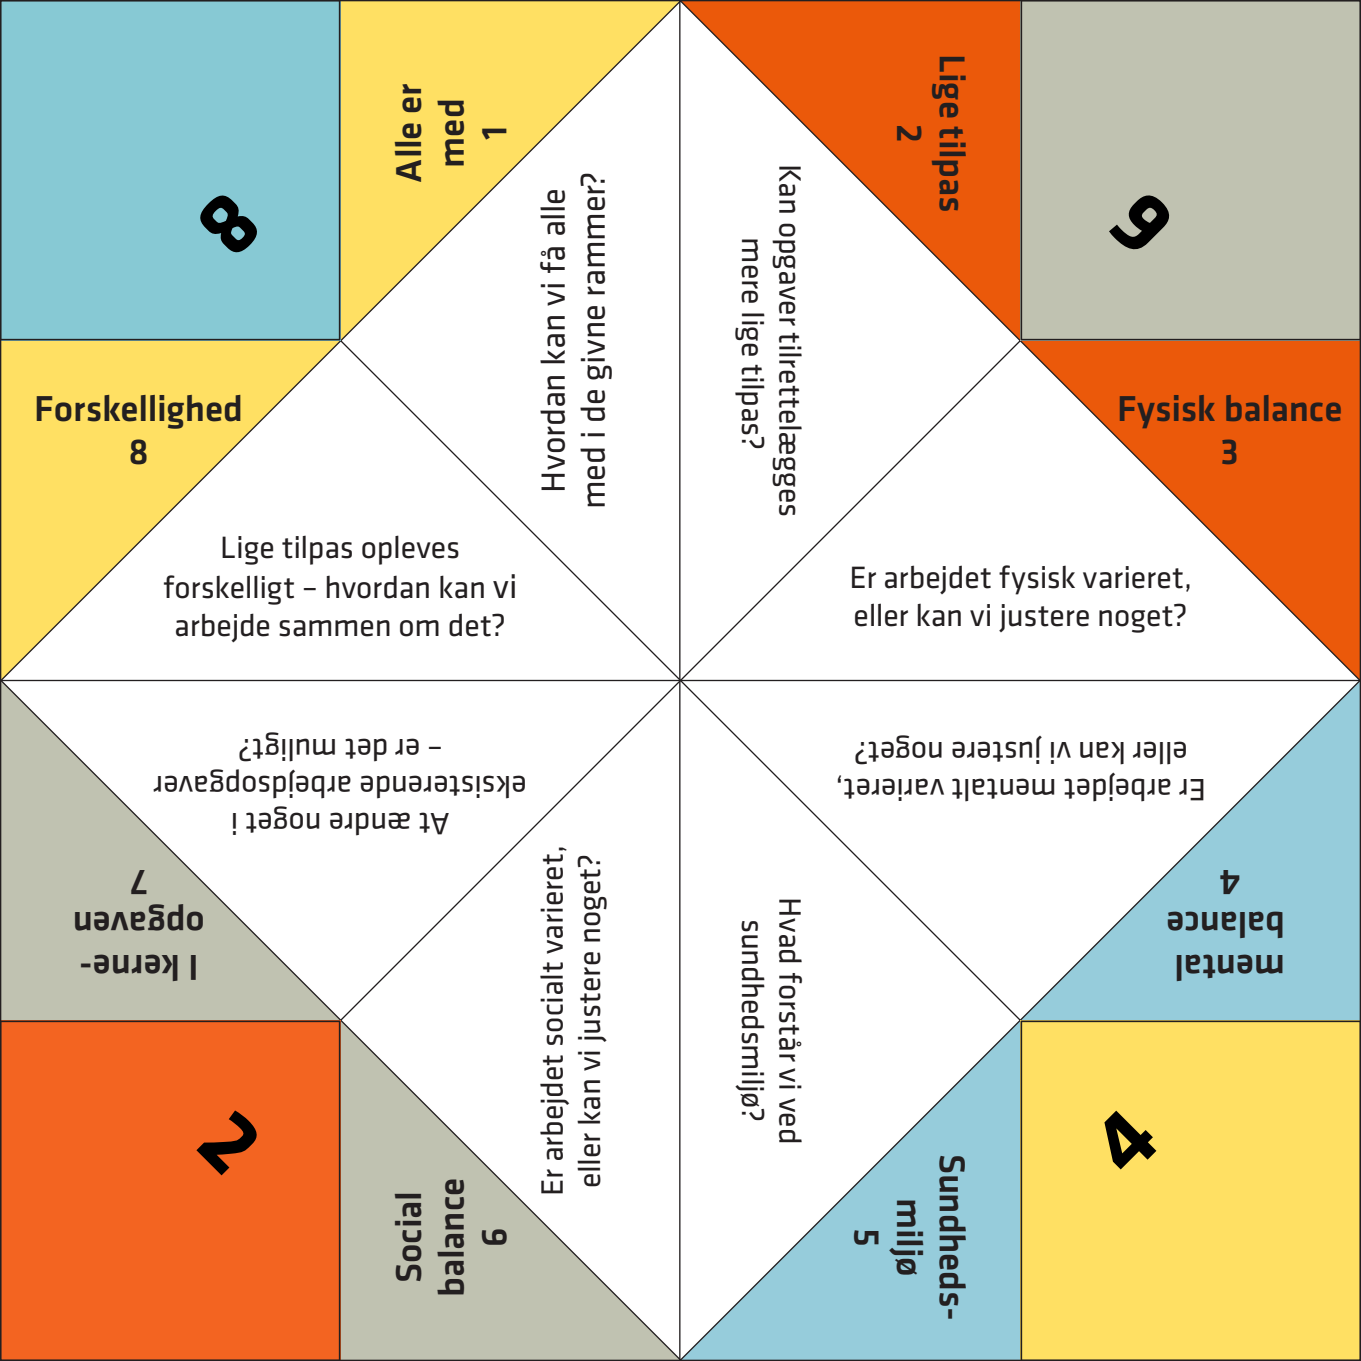 8
Alle er
med
1
Hvordan kan vi få alle
med i de givne rammer?
Lige tilpas
2
Kan opgaver tilrettelægges
mere lige tilpas?
6
Fysisk balance
3
Er arbejdet fysisk varieret,
eller kan vi justere noget?
mental
balance
4
Er arbejdet mentalt varieret,
eller kan vi justere noget?
4
Sundheds-
miljø
5
Hvad forstår vi ved
sundhedsmiljø?
Social
balance
6
Er arbejdet socialt varieret,
eller kan vi justere noget?
2
I kerne-
opgaven
7
At ændre noget i
eksisterende arbejdsopgaver
– er det muligt?
Forskellighed
8
Lige tilpas opleves
forskelligt – hvordan kan vi
arbejde sammen om det?